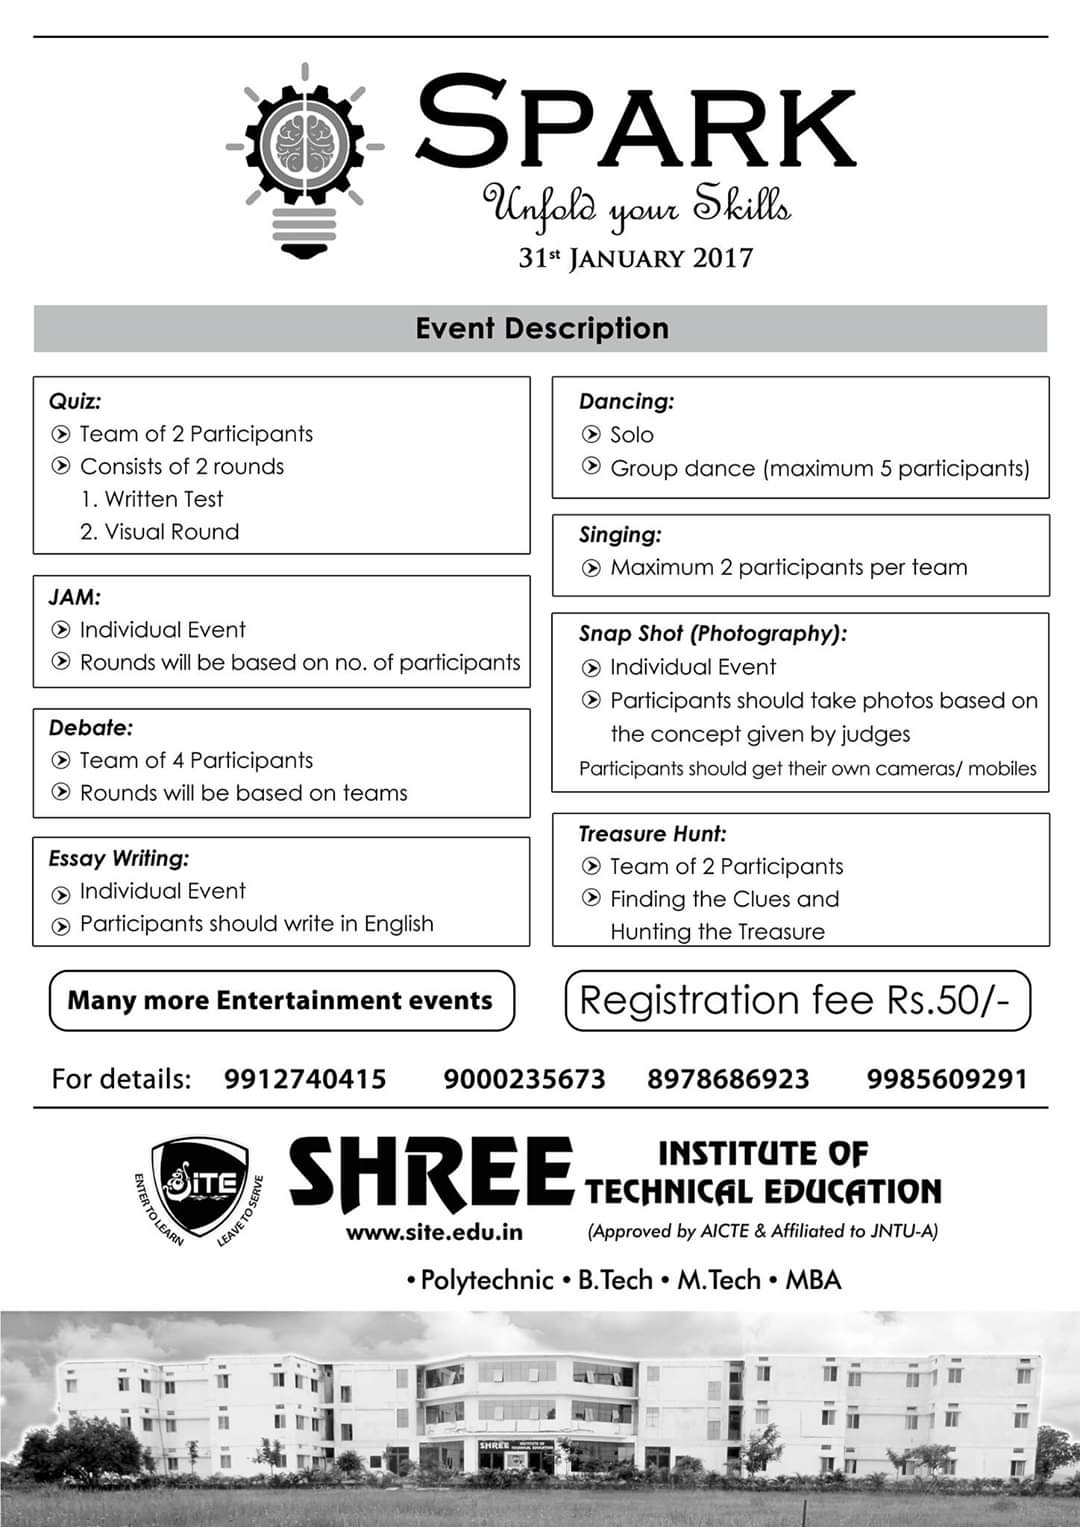 SPARK
Unfold your Skills
31st JANUARY 2017
Event Description
Quiz:
Team of 2 Participants
Consists of 2 rounds
1. Written Test
2. Visual Round
JAM:
Individual Event
Rounds will be based on no. of participants
Debate:
Team of 4 Participants
Rounds will be based on teams
Essay Writing:
Individual Event
Participants should write in English
Dancing:
Solo
Group dance (maximum 5 participants)
Singing:
Maximum 2 participants per team
Snap Shot (Photography):
Individual Event
Participants should take photos based on
the concept given by judges
Participants should get their own cameras/ mobiles
Treasure Hunt:
Team of 2 Participants
Finding the Clues and
Hunting the Treasure
Many more Entertainment events
Registration fee Rs.50/-
For details: 9912740415 9000235673 8978686923 9985609291
SiTE
ENTER TO LEARN
LEAVE TO SERVE
SHREE
INSTITUTE OF
TECHNICAL EDUCATION
www.site.edu.in
(Approved by AICTE & Affiliated to JNTU-A)
• Polytechnic • B.Tech • M.Tech • MBA
SHREE INSTITUTE OF
TECHNICAL EDUCATION